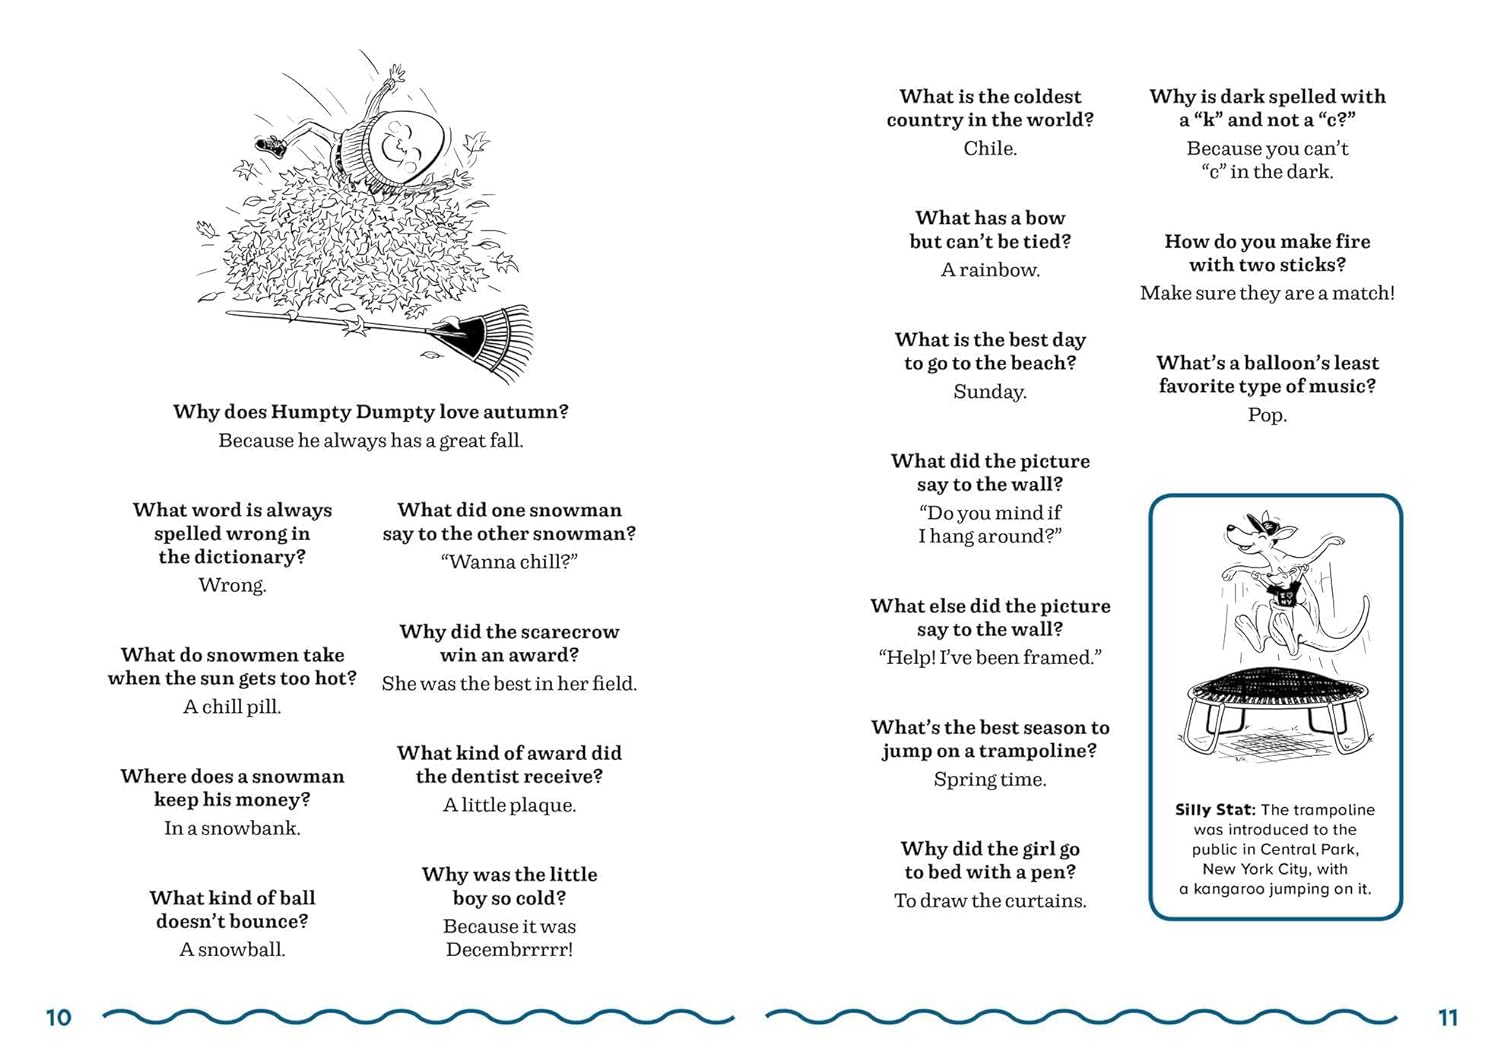 Why does Humpty Dumpty love autumn?
Because he always has a great fall.
What word is always
spelled wrong in
the dictionary?
Wrong.
What do snowmen take
when the sun gets too hot?
A chill pill.
Where does a snowman
keep his money?
In a snowbank.
What kind of ball
doesn’t bounce?
A snowball.
What did one snowman
say to the other snowman?
“Wanna chill?”
Why did the scarecrow
win an award?
She was the best in her field.
What kind of award did
the dentist receive?
A little plaque.
Why was the little
boy so cold?
Because it was
Decembrrrrr!
10
What is the coldest
country in the world?
Chile.
What has a bow
but can’t be tied?
A rainbow.
What is the best day
to go to the beach?
Sunday.
What did the picture
say to the wall?
“Do you mind if
I hang around?”
What else did the picture
say to the wall?
“Help! I’ve been framed.”
What’s the best season to
jump on a trampoline?
Spring time.
Why did the girl go
to bed with a pen?
To draw the curtains.
Why is dark spelled with
a “k” and not a “c?”
Because you can’t
“c” in the dark.
How do you make fire
with two sticks?
Make sure they are a match!
What’s a balloon’s least
favorite type of music?
Pop.
I ♡
NY
Silly Stat: The trampoline
was introduced to the
public in Central Park,
New York City, with
a kangaroo jumping on it.
11